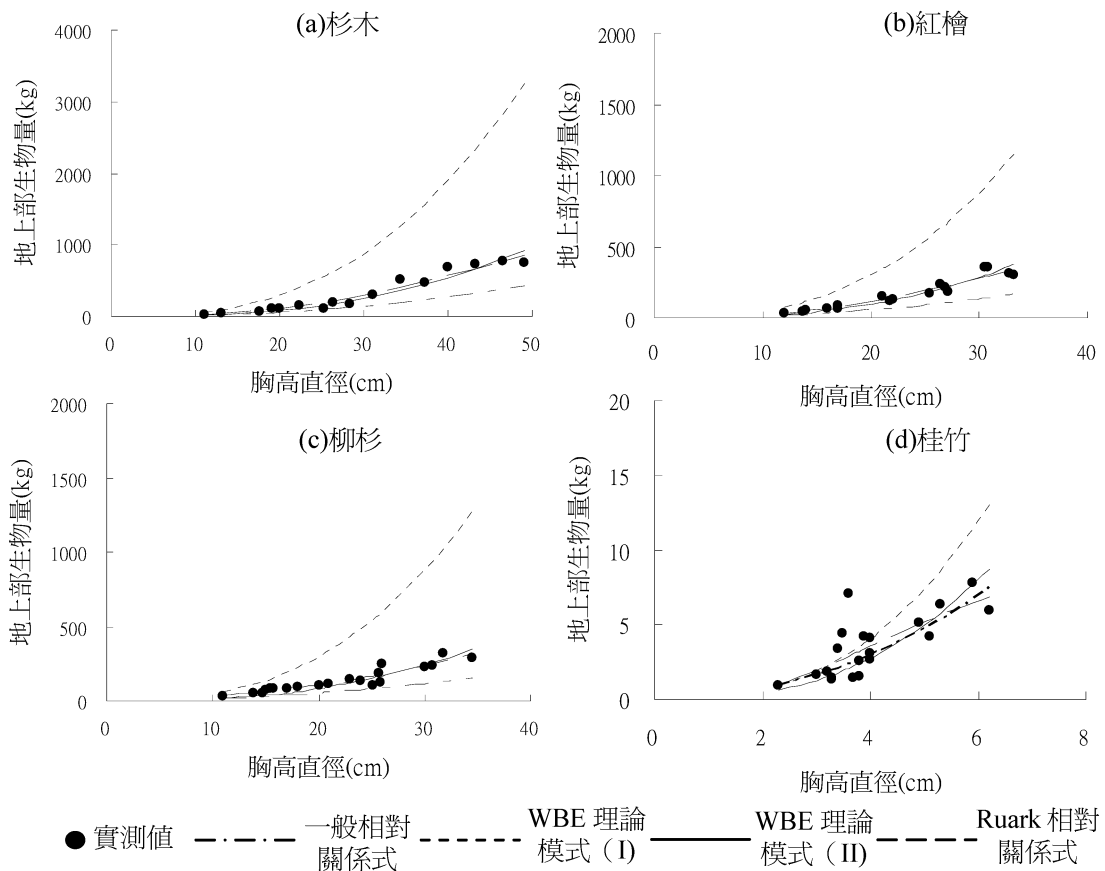 (a)杉木
地上部生物量(kg)
4000
3000
2000
1000
0
0
10
20
30
40
50
胸高直徑(cm)
(b)紅檜
地上部生物量(kg)
2000
1500
1000
500
0
0
10
20
30
40
胸高直徑(cm)
(c)柳杉
地上部生物量(kg)
2000
1500
1000
500
0
0
10
20
30
40
胸高直徑(cm)
(d)桂竹
地上部生物量(kg)
20
15
10
5
0
0
2
4
6
8
胸高直徑(cm)
實測值
一般相對
關係式
WBE 理論
模式（I)
WBE 理論
模式（II)
Ruark 相對
關係式